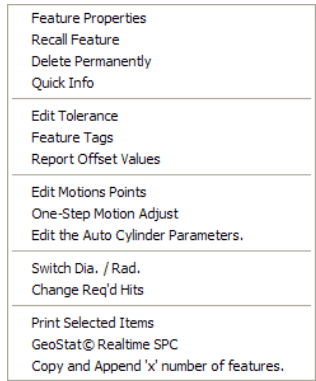 Feature Properties
Recall Feature
Delete Permanently
Quick Info
Edit Tolerance
Feature Tags
Report Offset Values
Edit Motions Points
One-Step Motion Adjust
Edit the Auto Cylinder Parameters.
Switch Dia. / Rad.
Change Req'd Hits
Print Selected Items
GeoStat© Realtime SPC
Copy and Append 'x' number of features.